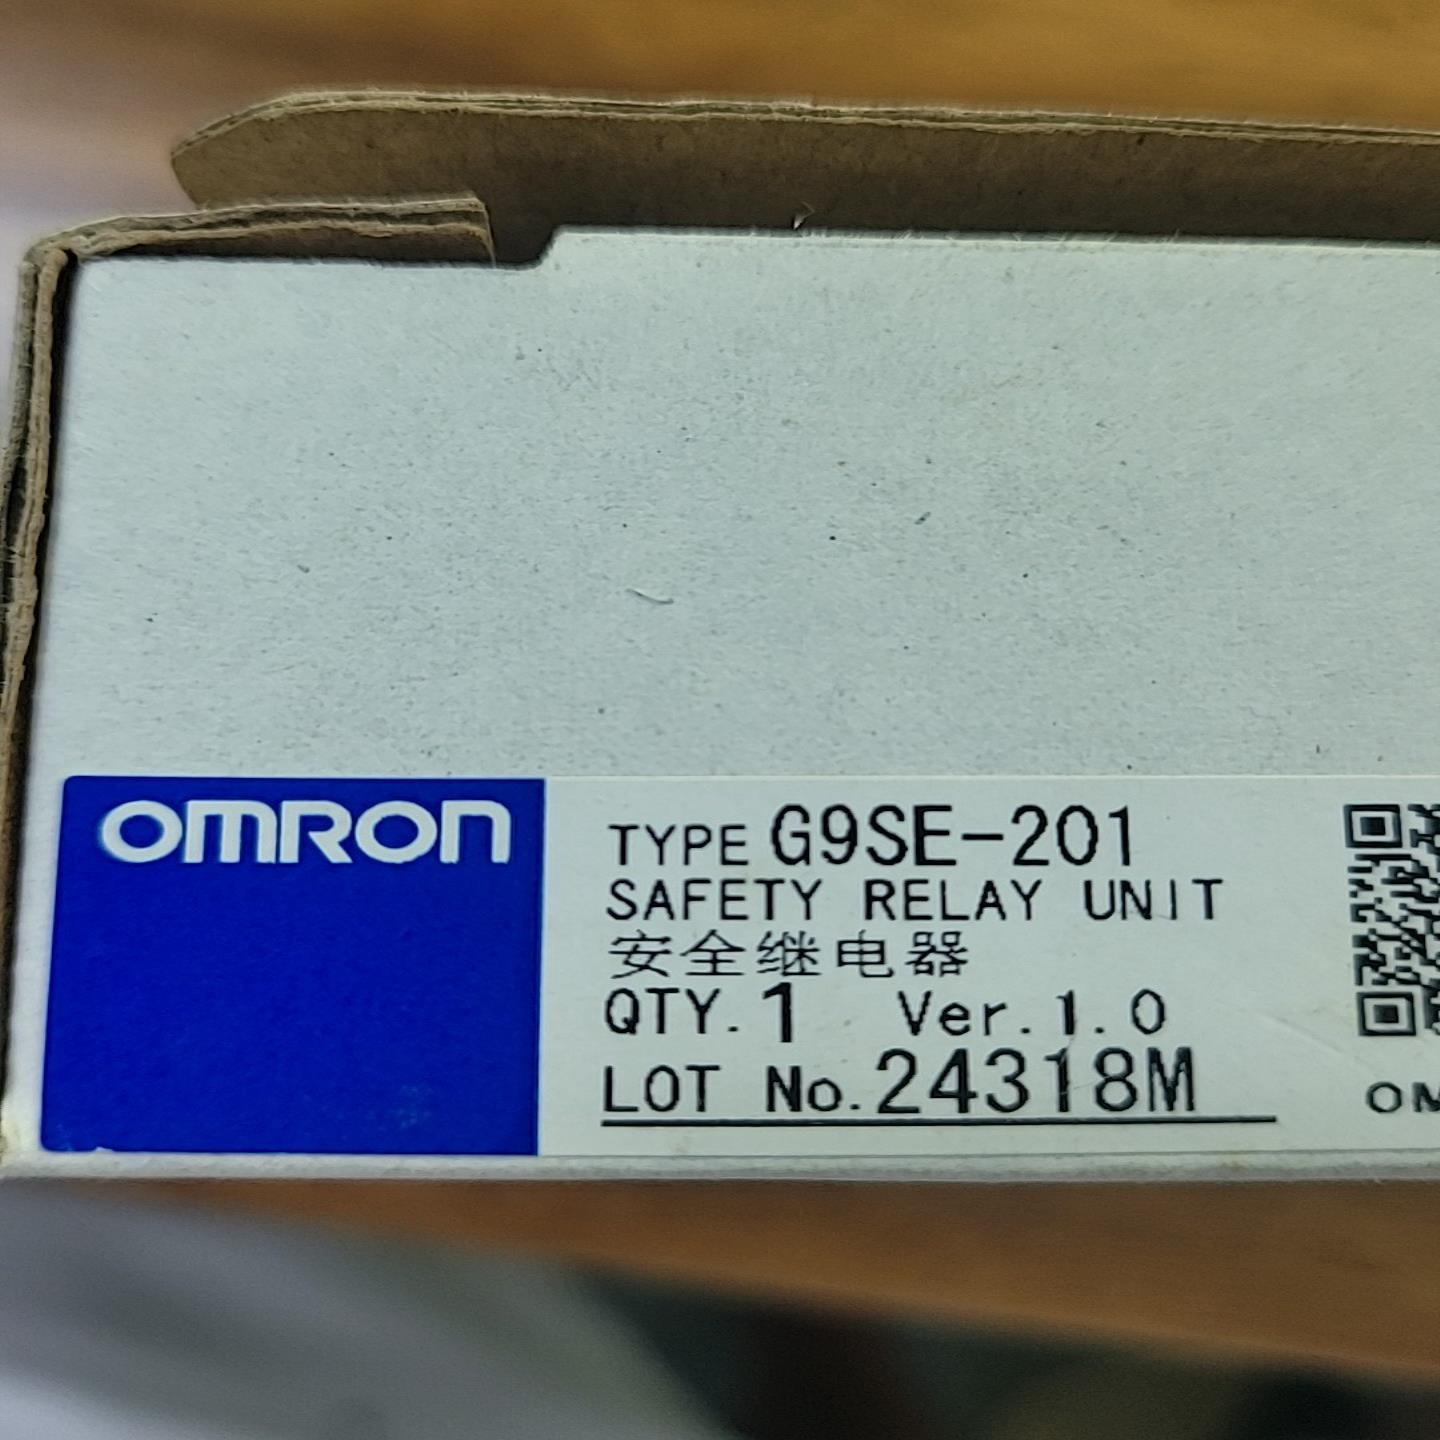 OMRON
TYPE G9SE-201
SAFETY RELAY UNIT
安全继电器
QTY. 1 Ver.1.0
LOT No. 24318M
OM